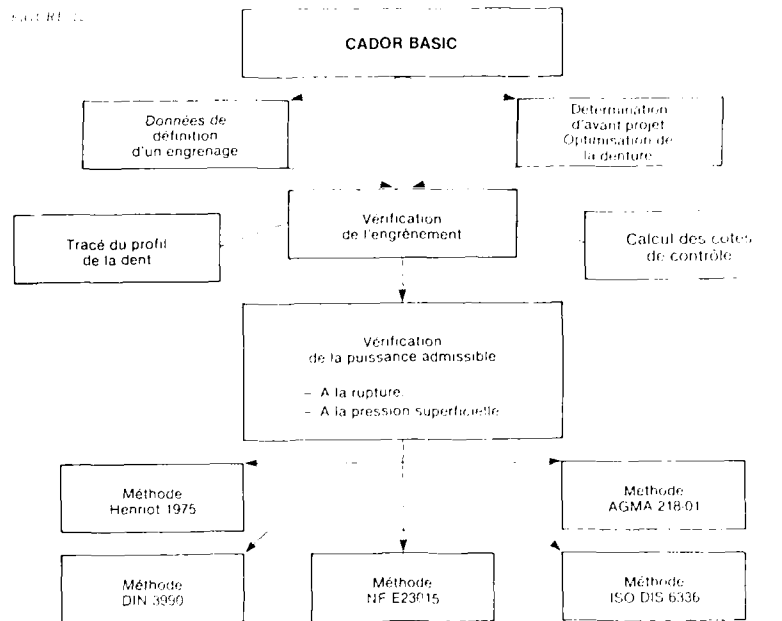 CADOR BASIC
Données de
définition
d'un engrenage
Détermination
d'avant projet
Optimisation de
la denture
Vérification
de l'engrènement
Tracé du profil
de la dent
Calcul des cotes
de contrôle
Vérification
de la puissance admissible
– A la rupture
– A la pression superficielle
Méthode
Henriot 1975
Méthode
AGMA 218-01
Méthode
DIN 3990
Méthode
NF E23015
Méthode
ISO DIS 6336